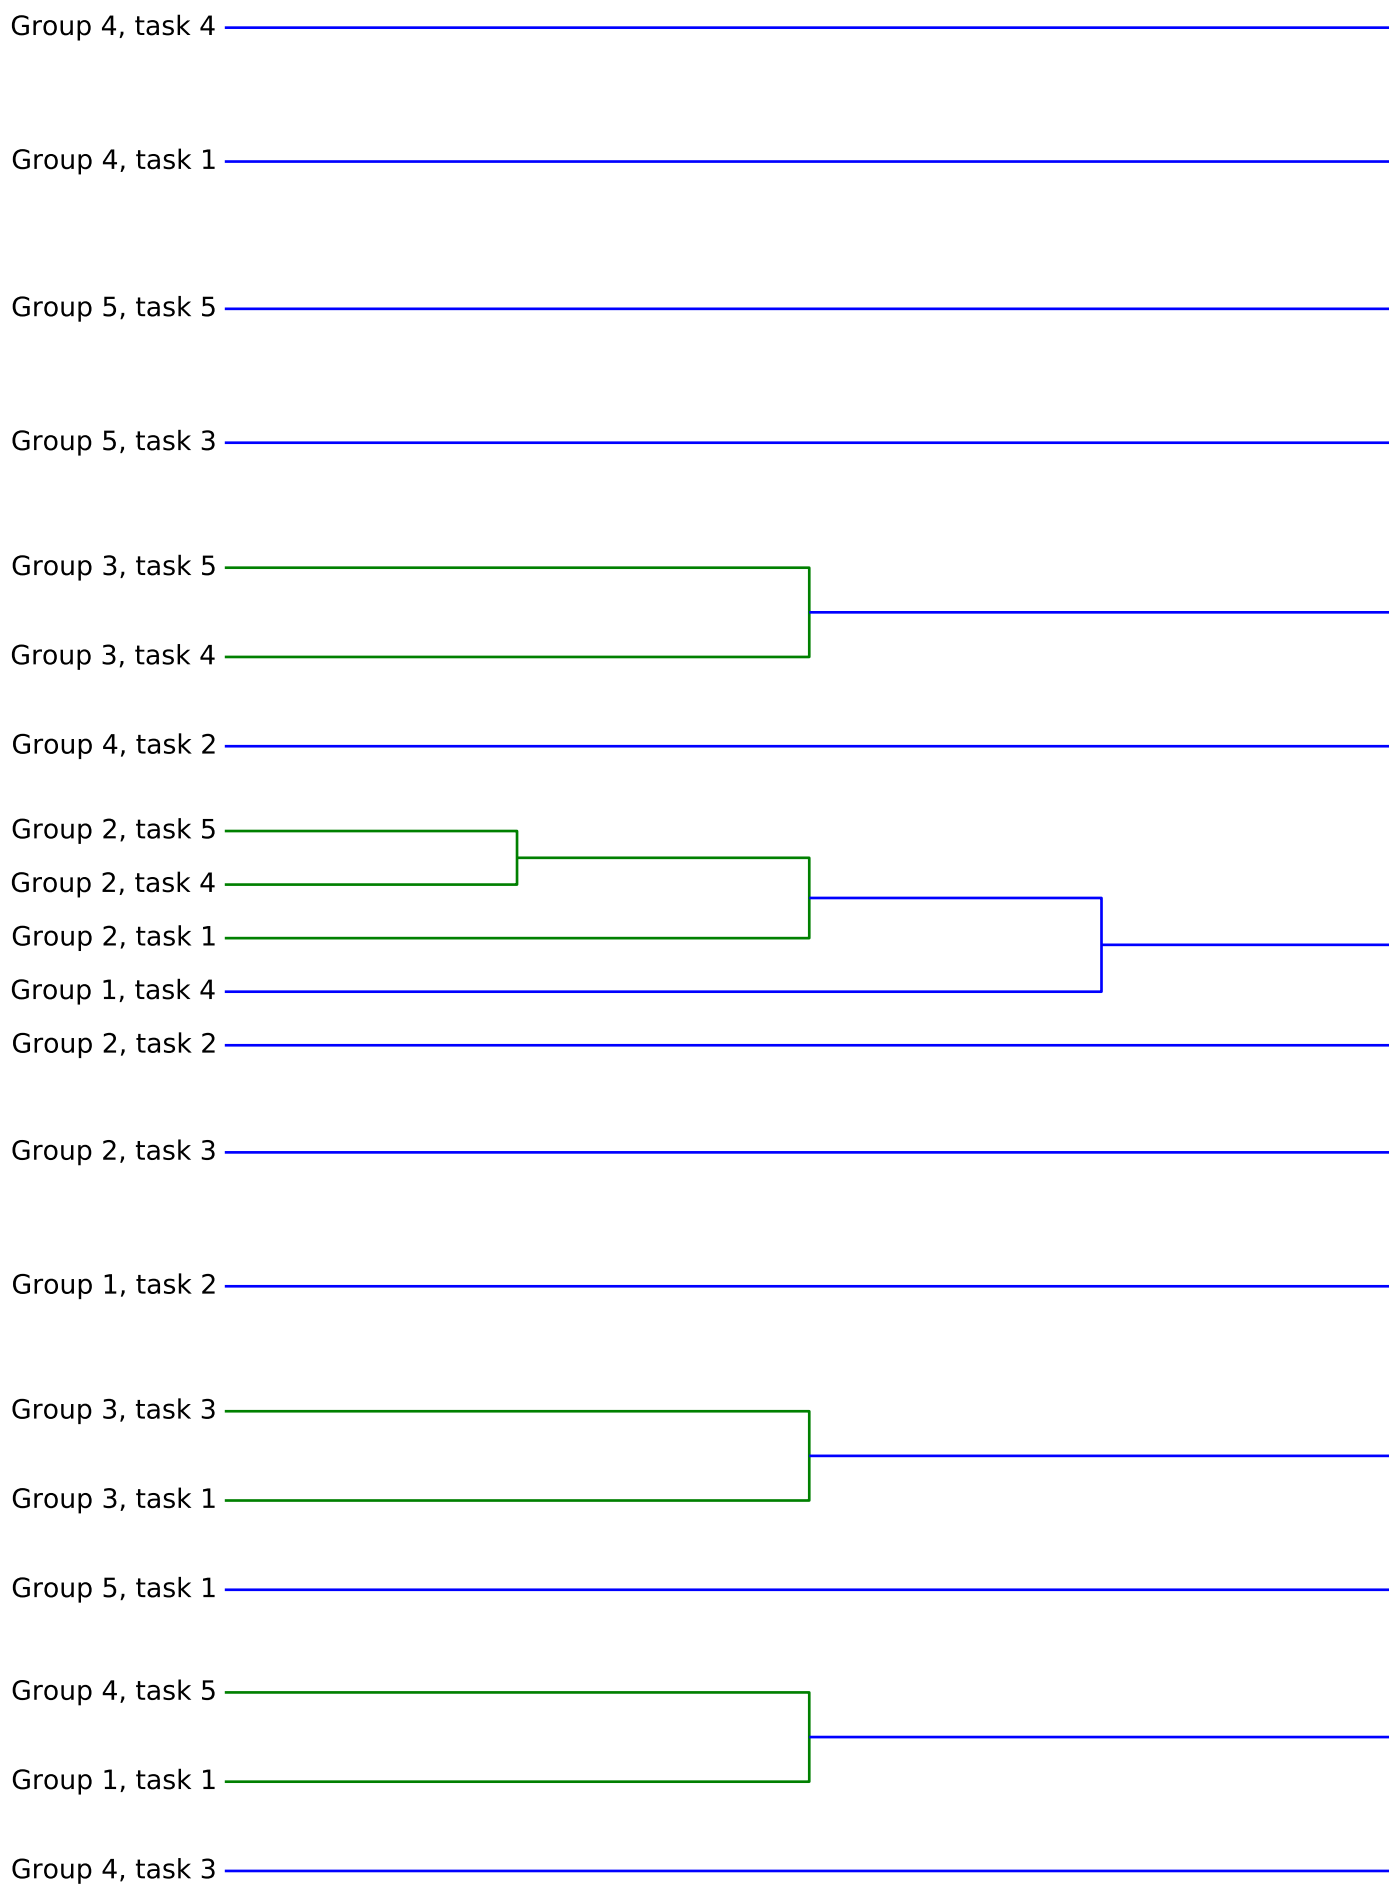 Group 4, task 4
Group 4, task 1
Group 5, task 5
Group 5, task 3
Group 3, task 5
Group 3, task 4
Group 4, task 2
Group 2, task 5
Group 2, task 4
Group 2, task 1
Group 1, task 4
Group 2, task 2
Group 2, task 3
Group 1, task 2
Group 3, task 3
Group 3, task 1
Group 5, task 1
Group 4, task 5
Group 1, task 1
Group 4, task 3